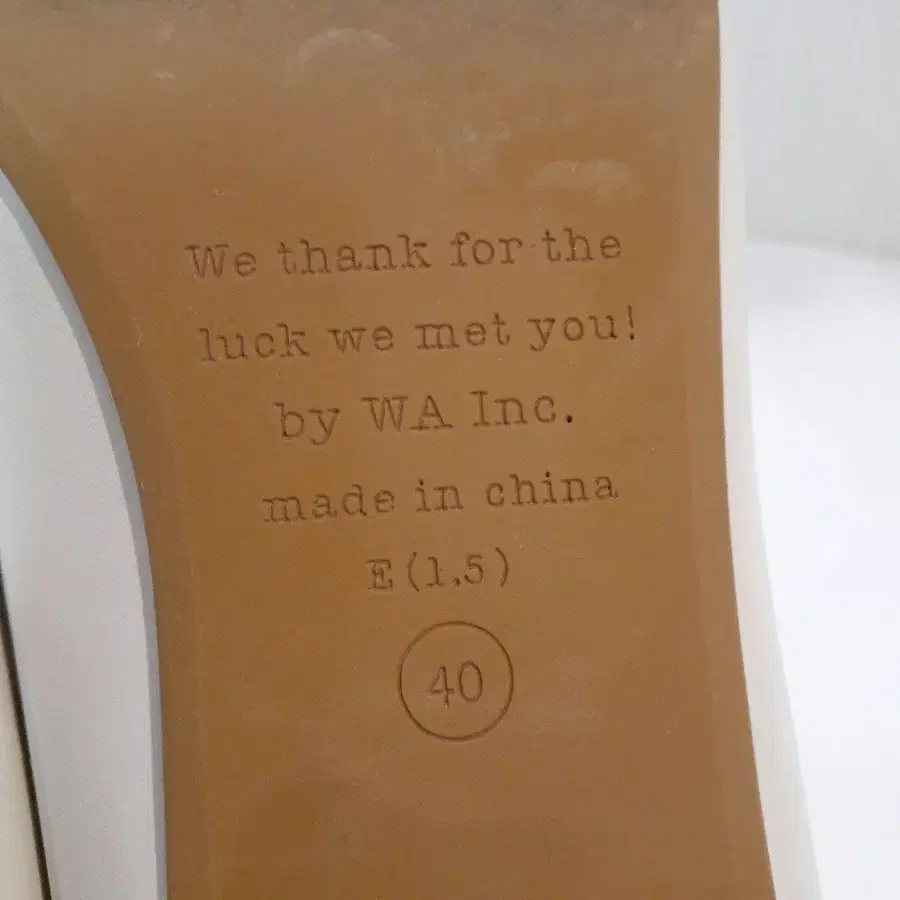 We thank for the
luck we met you!
by WA Inc.
made in china
E(1.5)
40